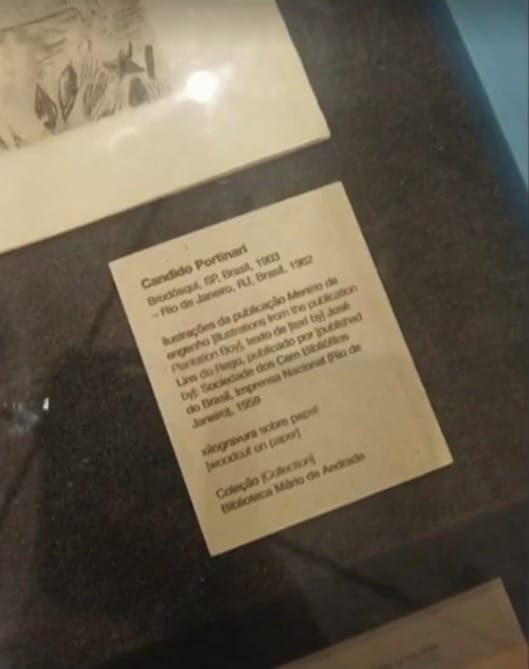 Candido Portinari
Brodósqui, SP, Brasil, 1903
– Rio de Janeiro, RJ, Brasil, 1962
Ilustrações da publicação Menino de
engenho [Illustrations from the publication
Plantation Boy], texto de [text by] José
Lins do Rego, publicado por [published
by]: Sociedade dos Cem Bibliófilos
do Brasil, Imprensa Nacional (Rio de
Janeiro), 1959
xilogravura sobre papel
[woodcut on paper]
Coleção [Collection]
Biblioteca Mário de Andrade